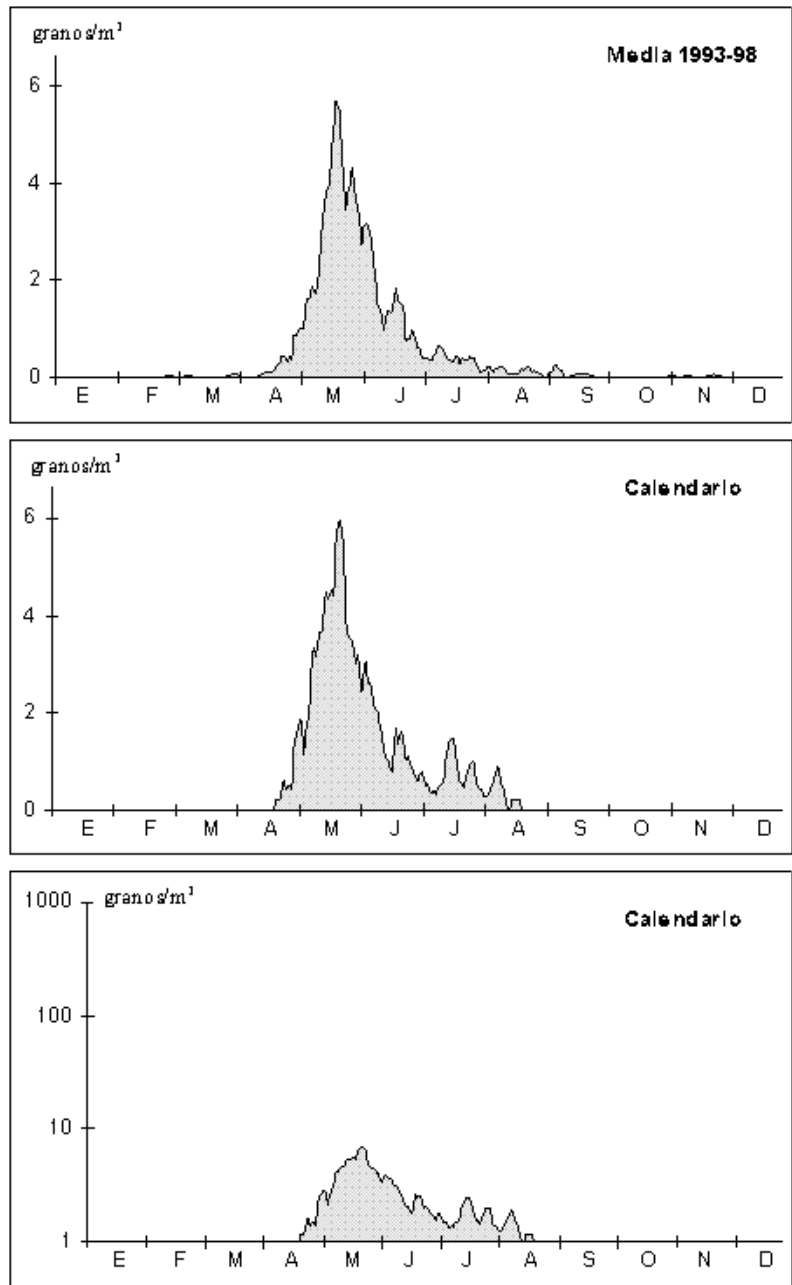 granos/m³
Media 1993-98
6
4
2
0
E F M A M J J A S O N D
granos/m³
Calendario
6
4
2
0
E F M A M J J A S O N D
1000 granos/m³
Calendario
100
10
1
E F M A M J J A S O N D